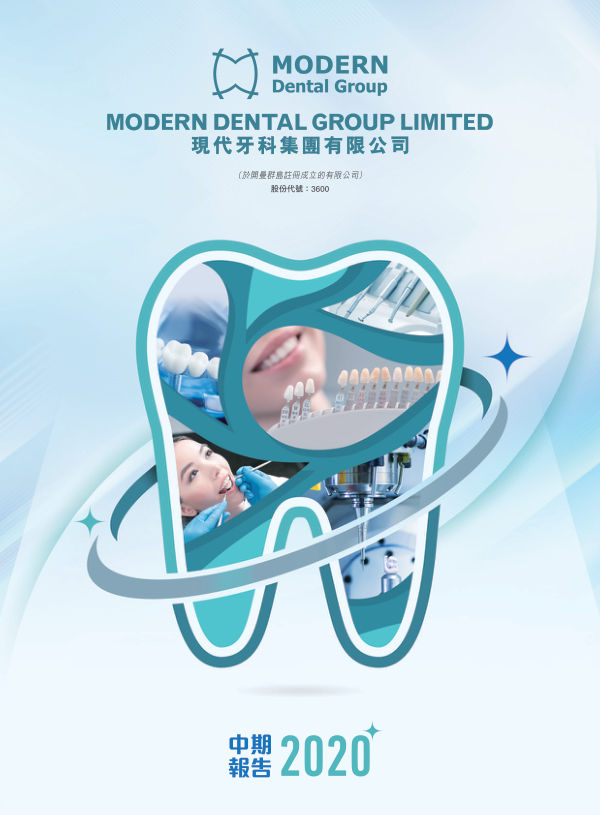 MODERN
Dental Group
MODERN DENTAL GROUP LIMITED
現代牙科集團有限公司
(於開曼群島註冊成立的有限公司)
股份代號：3600
中期
報告 2020